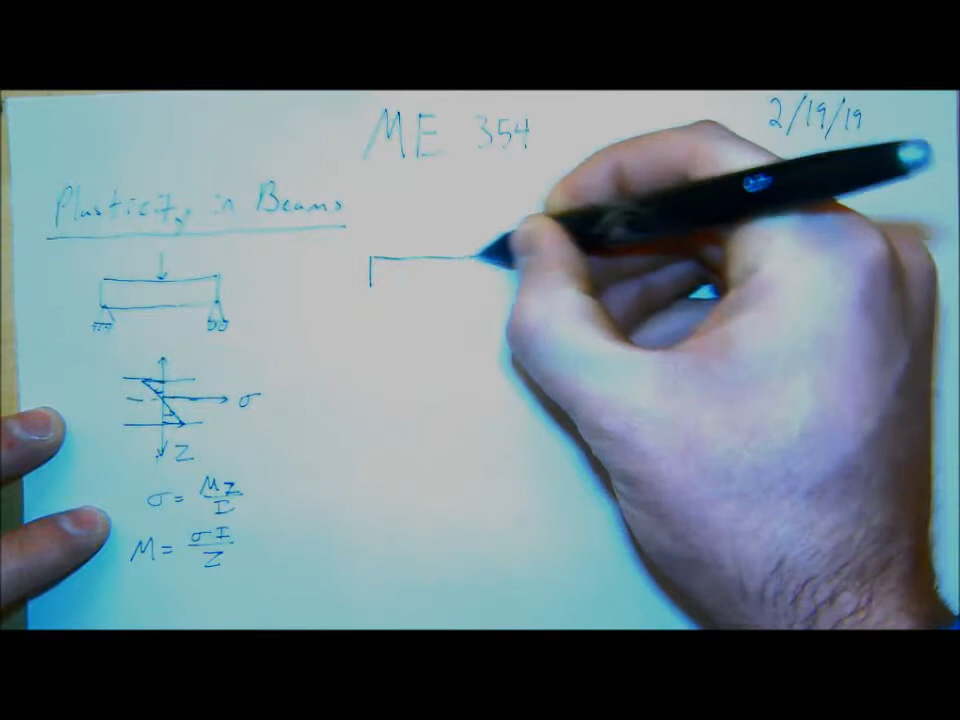 ME 354
2/19/19
Plasticity in Beams
σ
Z
σ = MZ/I
M = σI/Z